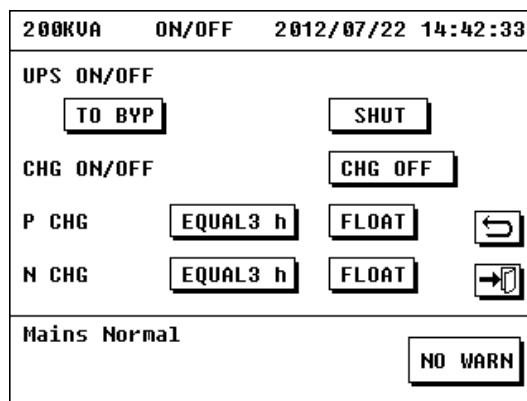 200KVA ON/OFF 2012/07/22 14:42:33
UPS ON/OFF
TO BYP SHUT
CHG ON/OFF CHG OFF
P CHG EQUAL3 h FLOAT
N CHG EQUAL3 h FLOAT
Mains Normal
NO WARN